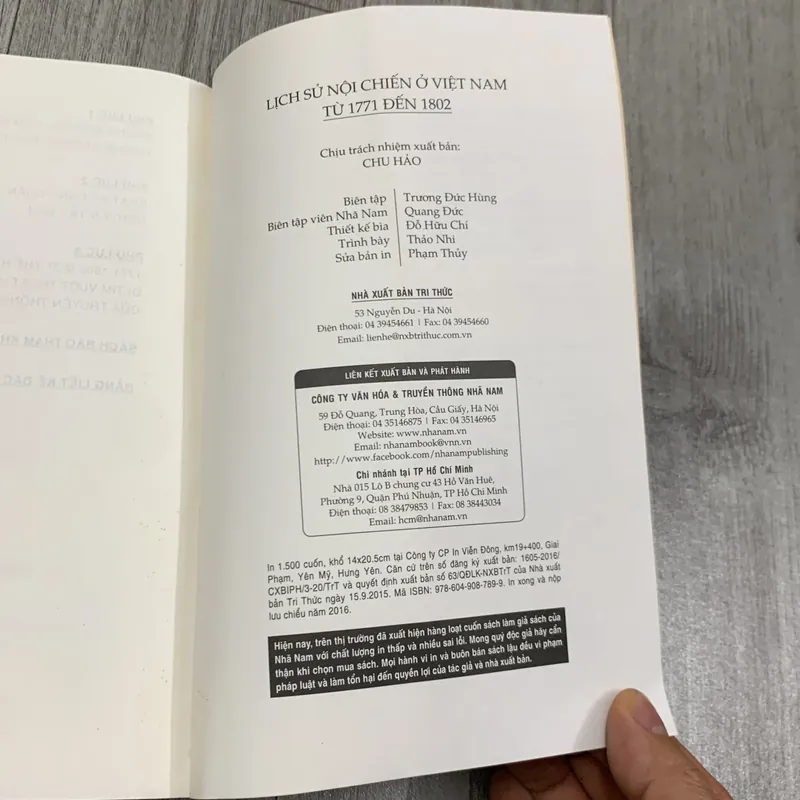 LỊCH SỬ NỘI CHIẾN Ở VIỆT NAM
TỪ 1771 ĐẾN 1802
Chịu trách nhiệm xuất bản:
CHU HẢO
Biên tập Trương Đức Hùng
Biên tập viên Nhã Nam Quang Đức
Thiết kế bìa Đỗ Hữu Chí
Trình bày Thảo Nhi
Sửa bản in Phạm Thủy
NHÀ XUẤT BẢN TRI THỨC
53 Nguyễn Du - Hà Nội
Điện thoại: 04 39454661 | Fax: 04 39454660
Email: lienhe@nxbtrithuc.com.vn
LIÊN KẾT XUẤT BẢN VÀ PHÁT HÀNH
CÔNG TY VĂN HÓA & TRUYỀN THÔNG NHÃ NAM
59 Đỗ Quang, Trung Hòa, Cầu Giấy, Hà Nội
Điện thoại: 04 35146875 | Fax: 04 35146965
Website: www.nhanam.vn
Email: nhanambook@vnn.vn
http://www.facebook.com/nhanampublishing
Chi nhánh tại TP Hồ Chí Minh
Nhà 015 Lô B chung cư 43 Hồ Văn Huê,
Phường 9, Quận Phú Nhuận, TP Hồ Chí Minh
Điện thoại: 08 38479853 | Fax: 08 38443034
Email: hcm@nhanam.vn
In 1.500 cuốn, khổ 14x20.5cm tại Công ty CP In Viễn Đông, km19+400, Giai
Phạm, Yên Mỹ, Hưng Yên. Căn cứ trên số đăng ký xuất bản: 1605-2016/
CXBIPH/3-20/TrT và quyết định xuất bản số 63/QĐLK-NXBTrT của Nhà xuất
bản Tri Thức ngày 15.9.2015. Mã ISBN: 978-604-908-789-9. In xong và nộp
lưu chiểu năm 2016.
Hiện nay, trên thị trường đã xuất hiện hàng loạt cuốn sách làm giả sách của
Nhã Nam với chất lượng in thấp và nhiều sai lỗi. Mong quý độc giả hãy cẩn
thận khi chọn mua sách. Mọi hành vi in và buôn bán sách lậu đều vi phạm
pháp luật và làm tổn hại đến quyền lợi của tác giả và nhà xuất bản.